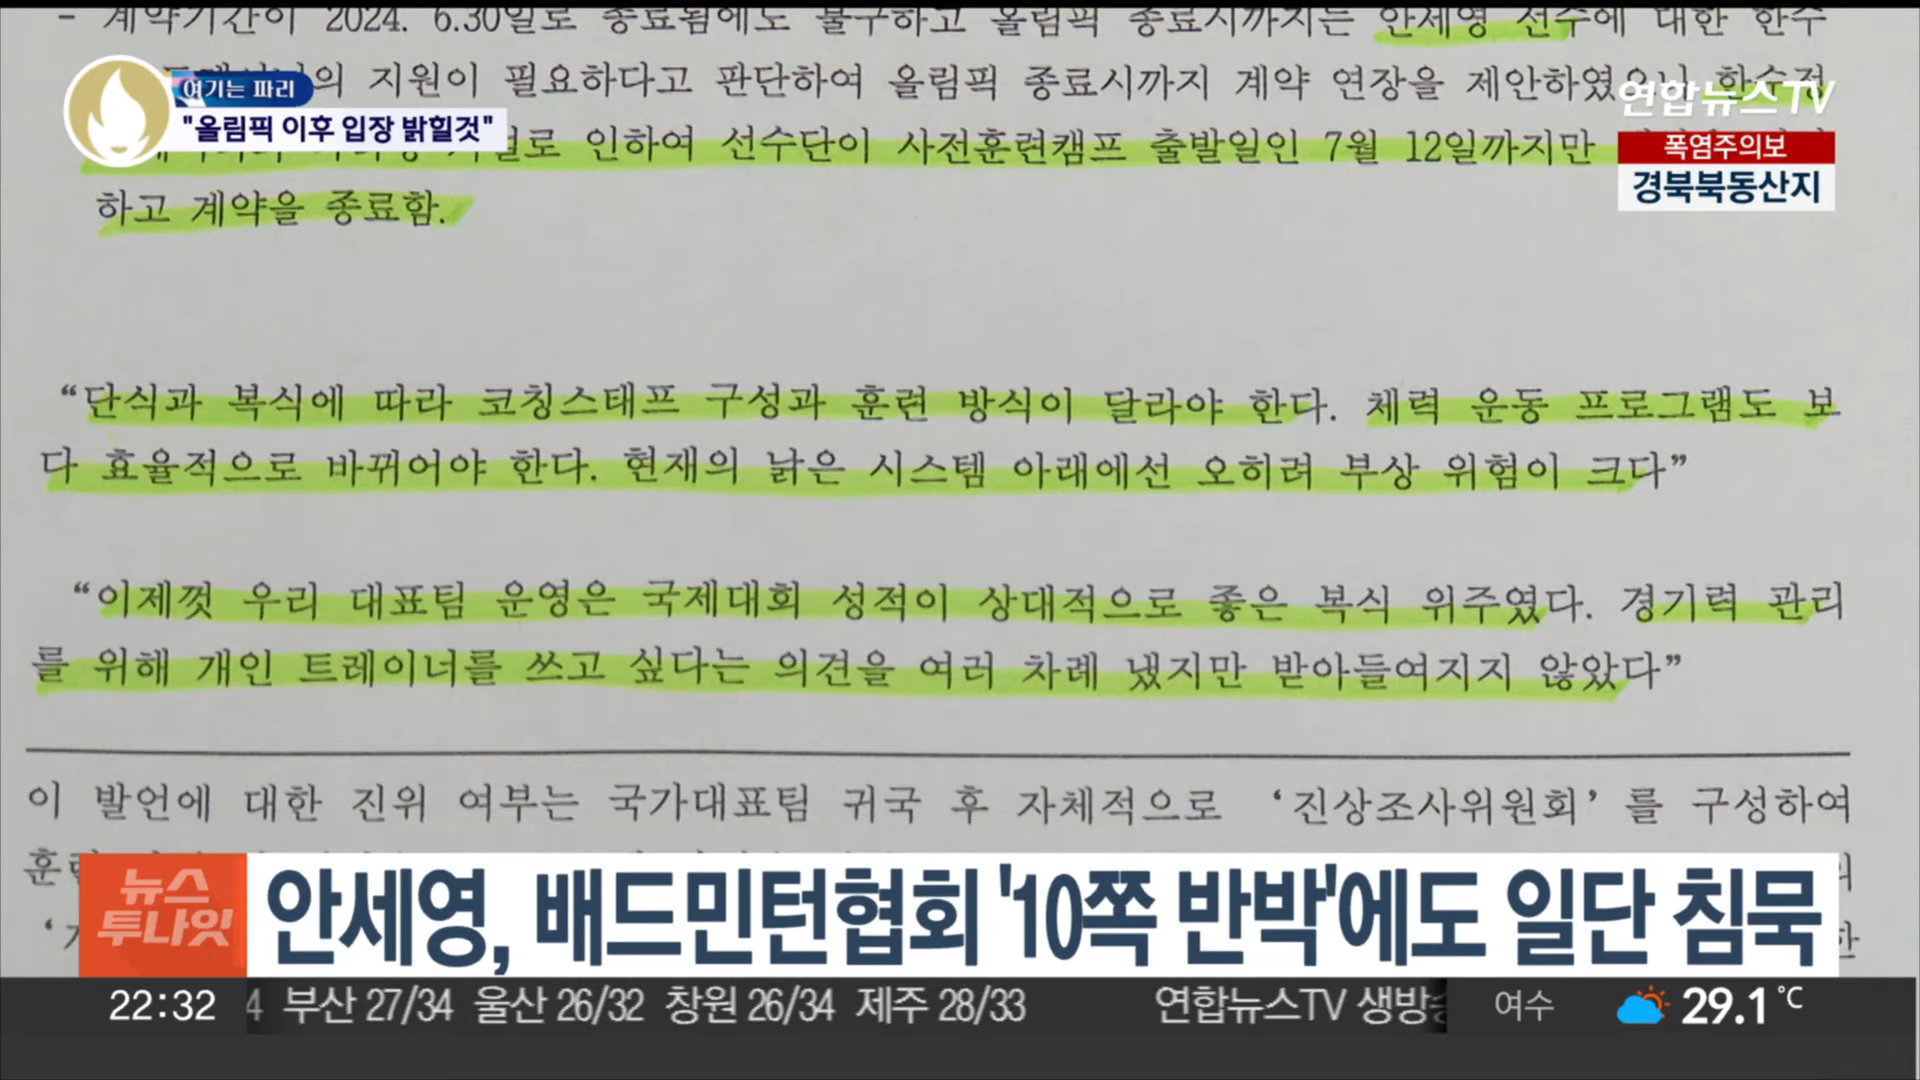 - 계약기간이 2024. 6.30일로 종료됨에도 불구하고 올림픽 종료시까지는 안세영 선수에 대한 한수
의 지원이 필요하다고 판단하여 올림픽 종료시까지 계약 연장을 제안하였으나 한수정
로 인하여 선수단이 사전훈련캠프 출발일인 7월 12일까지만
하고 계약을 종료함.
여기는 파리
"올림픽 이후 입장 밝힐것"
연합뉴스TV
폭염주의보
경북북동산지
“단식과 복식에 따라 코칭스태프 구성과 훈련 방식이 달라야 한다. 체력 운동 프로그램도 보
다 효율적으로 바뀌어야 한다. 현재의 낡은 시스템 아래에선 오히려 부상 위험이 크다”
“이제껏 우리 대표팀 운영은 국제대회 성적이 상대적으로 좋은 복식 위주였다. 경기력 관리
를 위해 개인 트레이너를 쓰고 싶다는 의견을 여러 차례 냈지만 받아들여지지 않았다”
이 발언에 대한 진위 여부는 국가대표팀 귀국 후 자체적으로 ‘진상조사위원회’를 구성하여
뉴스
투나잇
안세영, 배드민턴협회 '10쪽 반박'에도 일단 침묵
22:32 4 부산 27/34 울산 26/32 창원 26/34 제주 28/33 연합뉴스TV 생방송 여수 29.1℃